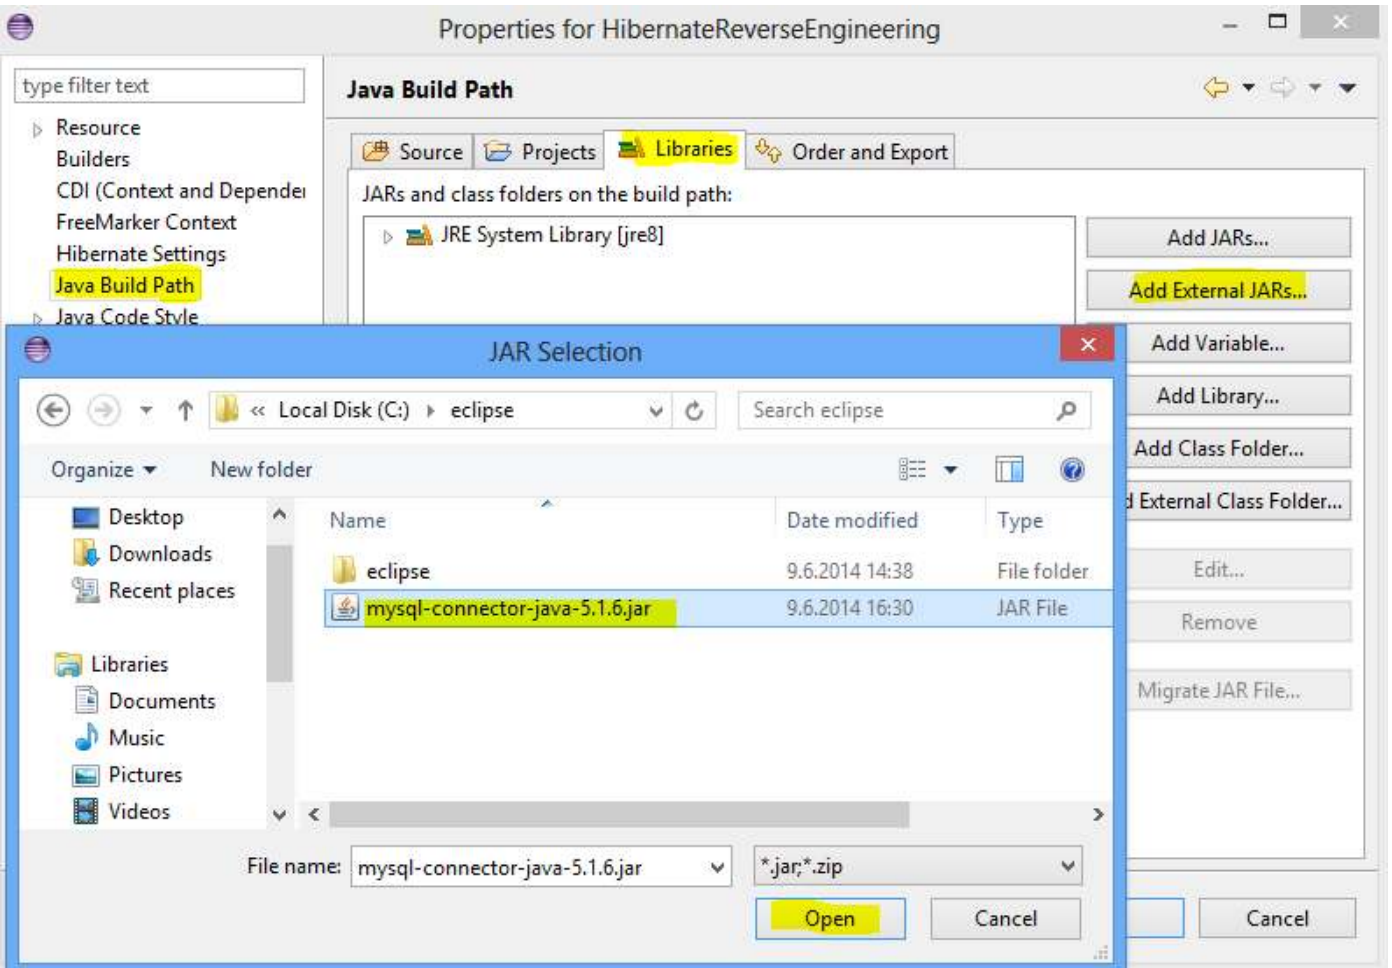 Properties for HibernateReverseEngineering
type filter text
Java Build Path
Resource
Builders
CDI (Context and Depender
FreeMarker Context
Hibernate Settings
Java Build Path
Java Code Style
Source
Projects
Libraries
Order and Export
JARs and class folders on the build path:
JRE System Library [jre8]
Add JARs...
Add External JARs...
Add Variable...
Add Library...
Add Class Folder...
d External Class Folder...
Edit...
Remove
Migrate JAR File...
Cancel
JAR Selection
« Local Disk (C:) eclipse
Search eclipse
Organize
New folder
Desktop
Downloads
Recent places
Libraries
Documents
Music
Pictures
Videos
Name Date modified Type
eclipse 9.6.2014 14:38 File folder
mysql-connector-java-5.1.6.jar 9.6.2014 16:30 JAR File
File name: mysql-connector-java-5.1.6.jar
*.jar;*.zip
Open
Cancel